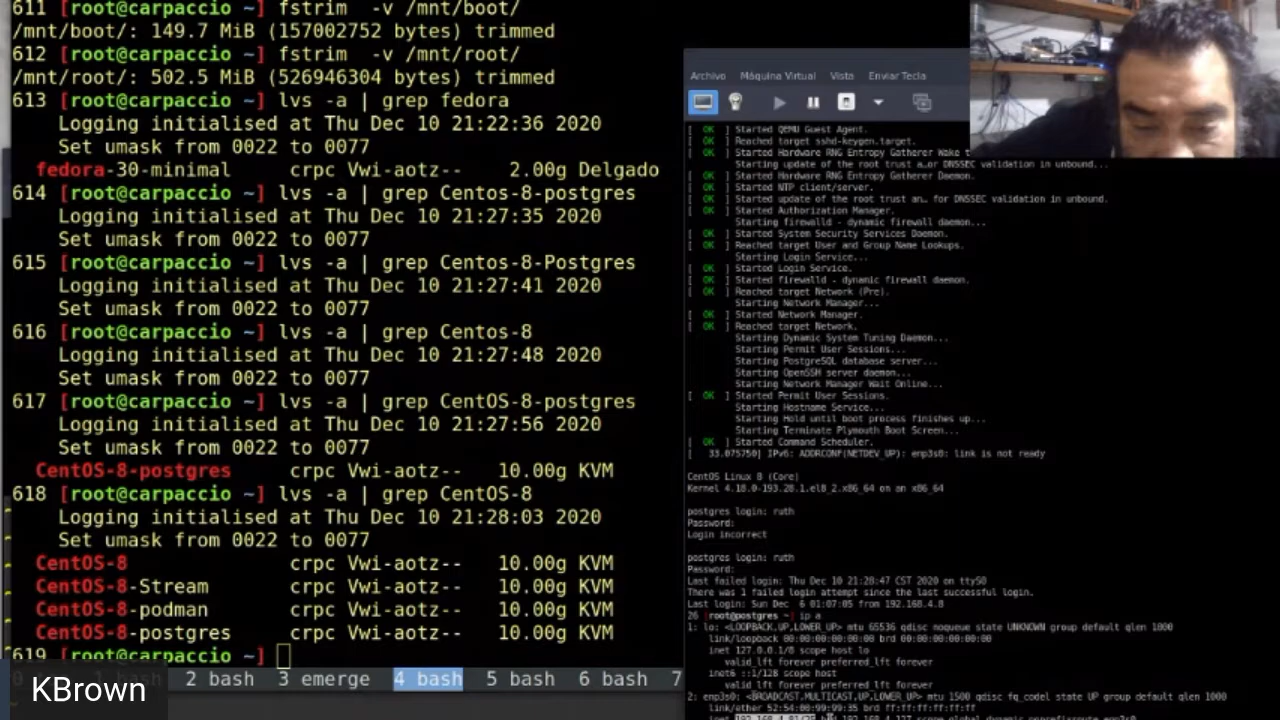 611 [root@carpaccio ~] fstrim  -v /mnt/boot/
/mnt/boot/: 149.7 MiB (157002752 bytes) trimmed
612 [root@carpaccio ~] fstrim  -v /mnt/root/
/mnt/root/: 502.5 MiB (526946304 bytes) trimmed
613 [root@carpaccio ~] lvs -a | grep fedora
Logging initialised at Thu Dec 10 21:22:36 2020
Set umask from 0022 to 0077
fedora-30-minimal crpc Vwi-aotz-- 2.00g Delgado
614 [root@carpaccio ~] lvs -a | grep Centos-8-postgres
Logging initialised at Thu Dec 10 21:27:35 2020
Set umask from 0022 to 0077
615 [root@carpaccio ~] lvs -a | grep Centos-8-Postgres
Logging initialised at Thu Dec 10 21:27:41 2020
Set umask from 0022 to 0077
616 [root@carpaccio ~] lvs -a | grep Centos-8
Logging initialised at Thu Dec 10 21:27:48 2020
Set umask from 0022 to 0077
617 [root@carpaccio ~] lvs -a | grep CentOS-8-postgres
Logging initialised at Thu Dec 10 21:27:56 2020
Set umask from 0022 to 0077
CentOS-8-postgres crpc Vwi-aotz-- 10.00g KVM
618 [root@carpaccio ~] lvs -a | grep CentOS-8
Logging initialised at Thu Dec 10 21:28:03 2020
Set umask from 0022 to 0077
CentOS-8 crpc Vwi-aotz-- 10.00g KVM
CentOS-8-Stream crpc Vwi-aotz-- 10.00g KVM
CentOS-8-podman crpc Vwi-aotz-- 10.00g KVM
CentOS-8-postgres crpc Vwi-aotz-- 10.00g KVM
619 [root@carpaccio ~]
2 bash 3 emerge 4 bash 5 bash 6 bash 7
KBrown
Archivo Máquina Virtual Vista Enviar Tecla
[ OK ] Started QEMU Guest Agent.
[ OK ] Reached target sshd-keygen.target.
[ OK ] Started Hardware RNG Entropy Gatherer Wake t
Starting update of the root trust a…or DNSSEC validation in unbound...
[ OK ] Started Hardware RNG Entropy Gatherer Daemon.
[ OK ] Started NTP client/server.
[ OK ] Started update of the root trust an… for DNSSEC validation in unbound.
[ OK ] Started Authorization Manager.
Starting firewalld - dynamic firewall daemon...
[ OK ] Started System Security Services Daemon.
[ OK ] Reached target User and Group Name Lookups.
Starting Login Service...
[ OK ] Started Login Service.
[ OK ] Started firewalld - dynamic firewall daemon.
[ OK ] Reached target Network (Pre).
Starting Network Manager...
[ OK ] Started Network Manager.
[ OK ] Reached target Network.
Starting Dynamic System Tuning Daemon...
Starting Permit User Sessions...
Starting PostgreSQL database server...
Starting OpenSSH server daemon...
Starting Network Manager Wait Online...
[ OK ] Started Permit User Sessions.
Starting Hostname Service...
Starting Hold until boot process finishes up...
Starting Terminate Plymouth Boot Screen...
[ OK ] Started Command Scheduler.
[ 33.075750] IPv6: ADDRCONF(NETDEV_UP): enp3s0: link is not ready
CentOS Linux 8 (Core)
Kernel 4.18.0-193.28.1.el8_2.x86_64 on an x86_64
postgres login: ruth
Password:
Login incorrect
postgres login: ruth
Password:
Last failed login: Thu Dec 10 21:28:47 CST 2020 on ttyS0
There was 1 failed login attempt since the last successful login.
Last login: Sun Dec  6 01:07:05 from 192.168.4.8
26 [root@postgres ~] ip a
1: lo: <LOOPBACK,UP,LOWER_UP> mtu 65536 qdisc noqueue state UNKNOWN group default qlen 1000
link/loopback 00:00:00:00:00:00 brd 00:00:00:00:00:00
inet 127.0.0.1/8 scope host lo
valid_lft forever preferred_lft forever
inet6 ::1/128 scope host
valid_lft forever preferred_lft forever
2: enp3s0: <BROADCAST,MULTICAST,UP,LOWER_UP> mtu 1500 qdisc fq_codel state UP group default qlen 1000
link/ether 52:54:00:99:99:35 brd ff:ff:ff:ff:ff:ff